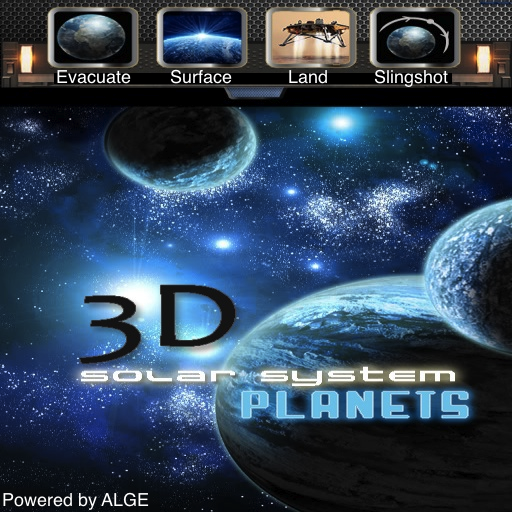 Evacuate Surface Land Slingshot
3D
solar system
PLANETS
Powered by ALGE